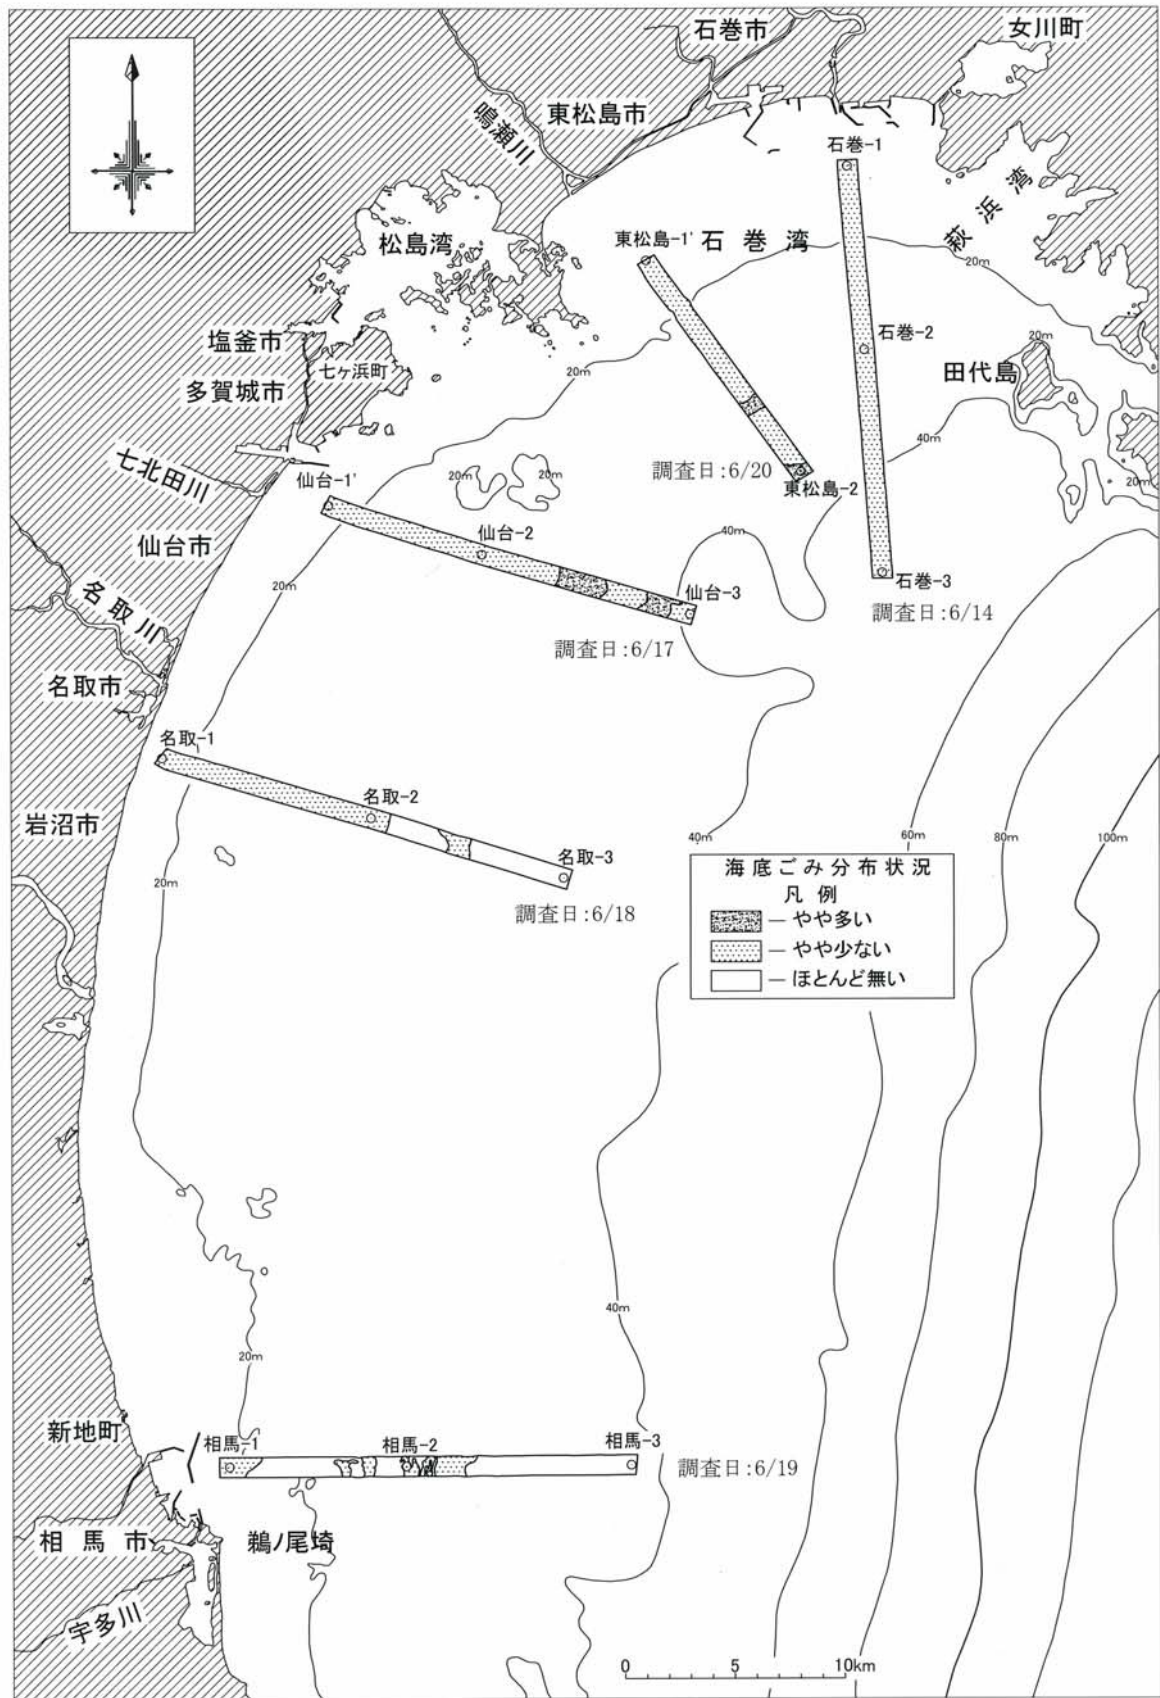 石巻市
女川町
東松島市
鳴瀬川
石巻-1
萩浜湾
松島湾
東松島-1'
石巻湾
20m
石巻-2
20m
塩釜市
七ヶ浜町
20m
田代島
多賀城市
40m
七北田川
仙台-1'
20m
20m
調査日:6/20
東松島-2
20m
仙台-2
40m
仙台市
石巻-3
20m
仙台-3
調査日:6/14
名取川
調査日:6/17
名取市
名取-1
名取-2
岩沼市
40m
60m
80m
100m
名取-3
20m
調査日:6/18
海底ごみ分布状況
凡例
― やや多い
― やや少ない
― ほとんど無い
40m
20m
新地町
相馬-1
相馬-2
相馬-3
調査日:6/19
相馬市
鵜ノ尾埼
宇多川
0 5 10km